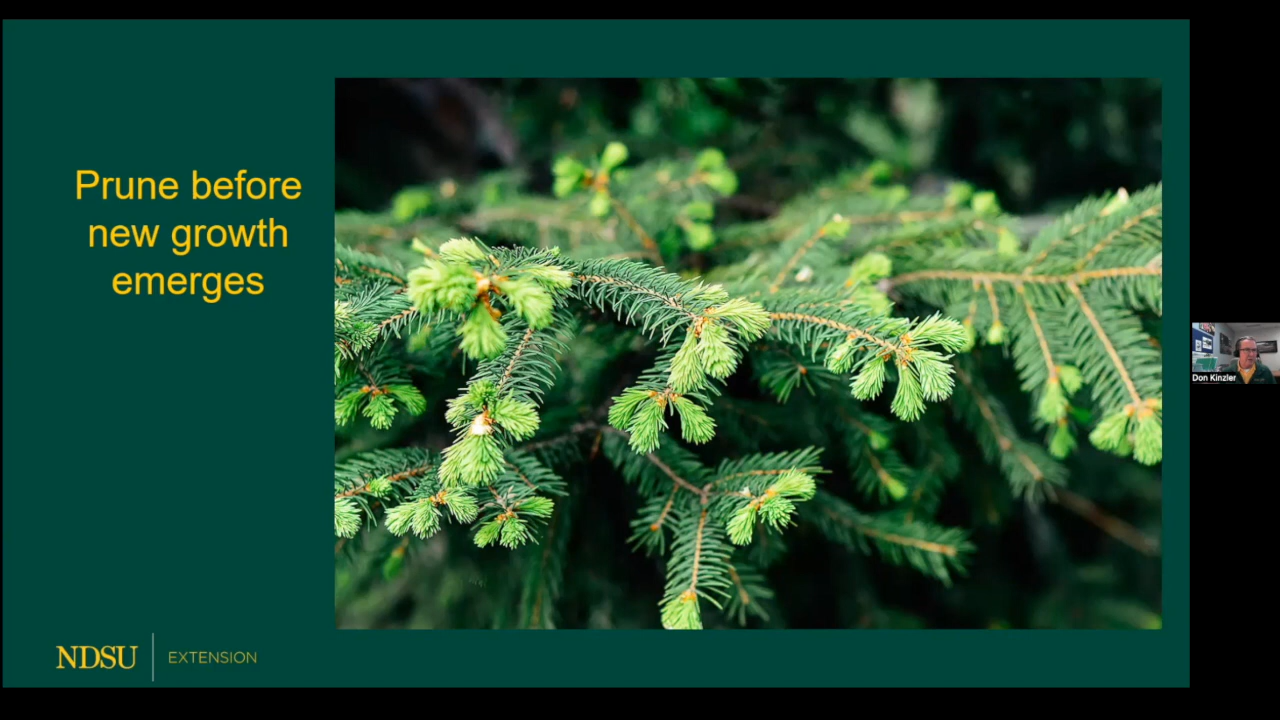 Prune before
new growth
emerges
NDSU
EXTENSION
Don Kinzler